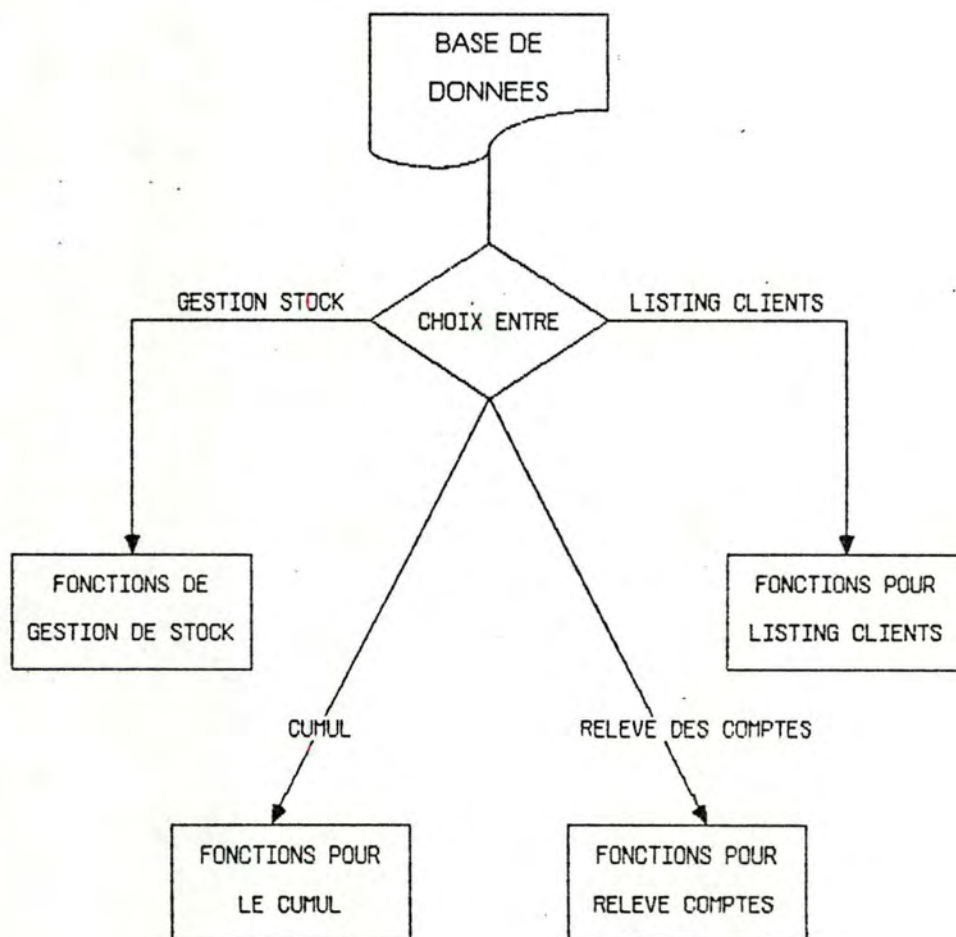 BASE DE
DONNEES
GESTION STOCK
CHOIX ENTRE
LISTING CLIENTS
FONCTIONS DE
GESTION DE STOCK
FONCTIONS POUR
LISTING CLIENTS
CUMUL
RELEVE DES COMPTES
FONCTIONS POUR
LE CUMUL
FONCTIONS POUR
RELEVE COMPTES